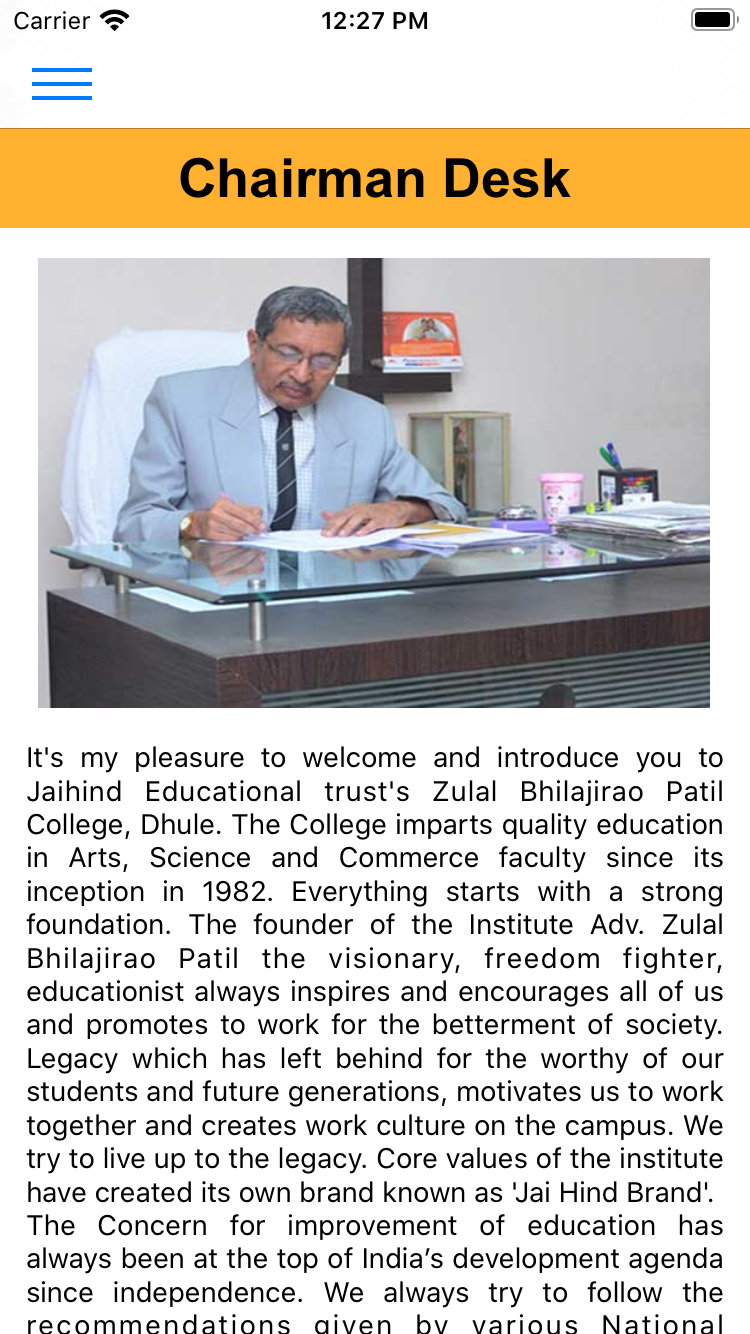 Carrier 12:27 PM
Chairman Desk
It's my pleasure to welcome and introduce you to
Jaihind Educational trust's Zulal Bhilajirao Patil
College, Dhule. The College imparts quality education
in Arts, Science and Commerce faculty since its
inception in 1982. Everything starts with a strong
foundation. The founder of the Institute Adv. Zulal
Bhilajirao Patil the visionary, freedom fighter,
educationist always inspires and encourages all of us
and promotes to work for the betterment of society.
Legacy which has left behind for the worthy of our
students and future generations, motivates us to work
together and creates work culture on the campus. We
try to live up to the legacy. Core values of the institute
have created its own brand known as 'Jai Hind Brand'.
The Concern for improvement of education has
always been at the top of India’s development agenda
since independence. We always try to follow the
recommendations given by various National